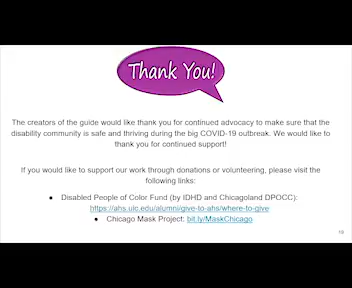 Thank You!
The creators of the guide would like thank you for continued advocacy to make sure that the
disability community is safe and thriving during the big COVID-19 outbreak. We would like to
thank you for continued support!
If you would like to support our work through donations or volunteering, please visit the
following links:
● Disabled People of Color Fund (by IDHD and Chicagoland DPOCC):
https://ahs.uic.edu/alumni/give-to-ahs/where-to-give
● Chicago Mask Project: bit.ly/MaskChicago